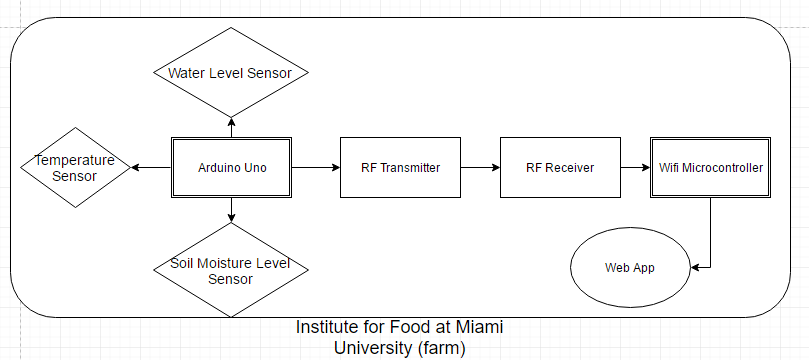 Water Level Sensor
Temperature
Sensor
Arduino Uno
RF Transmitter
RF Receiver
Wifi Microcontroller
Soil Moisture Level
Sensor
Web App
Institute for Food at Miami
University (farm)